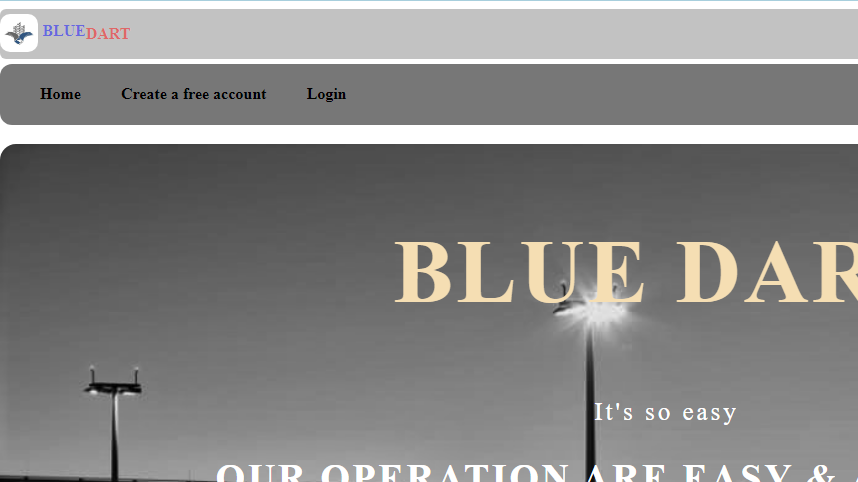 BLUEDART
Home Create a free account Login
BLUE DAR
It's so easy
OUR OPERATION ARE EASY &